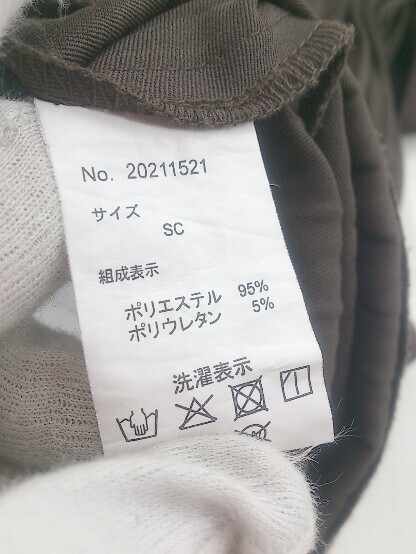 No. 20211521
サイズ
SC
組成表示
ポリエステル 95%
ポリウレタン 5%
洗濯表示